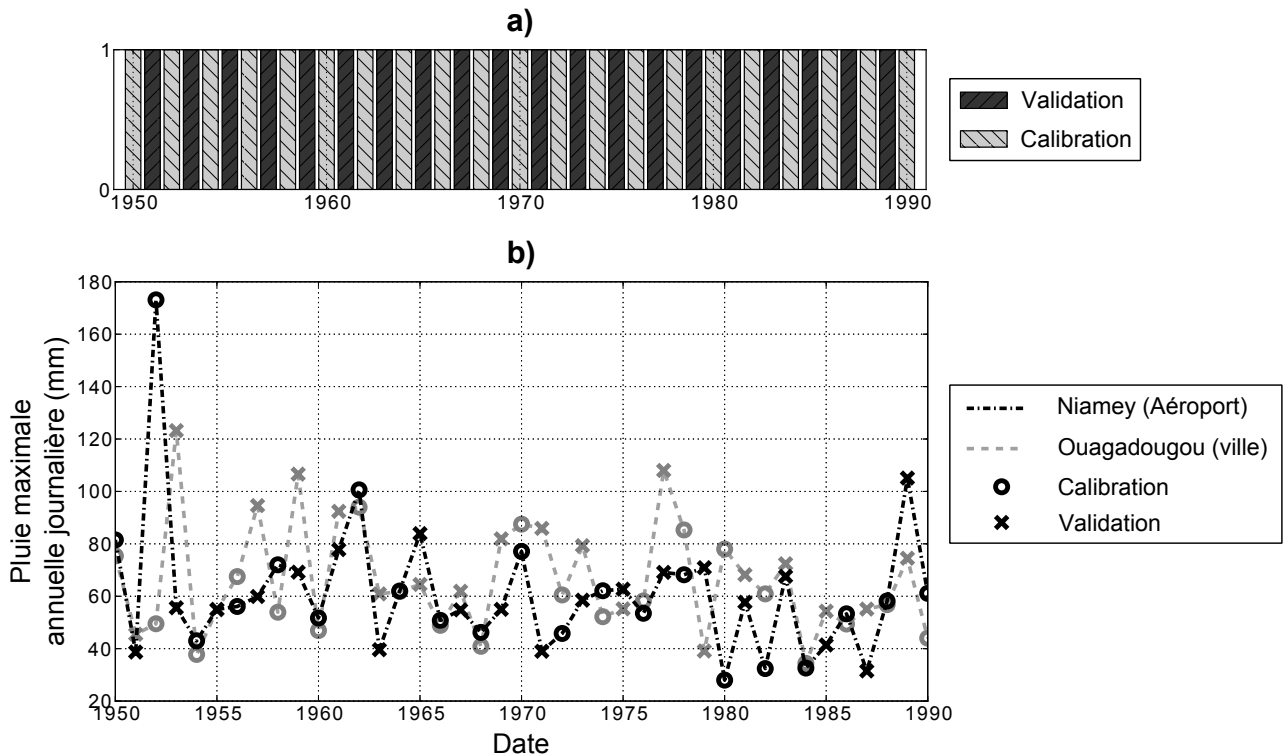 a)
1
0
1950 1960 1970 1980 1990
Validation
Calibration
b)
Pluie maximale
annuelle journalière (mm)
180
160
140
120
100
80
60
40
20
1950 1955 1960 1965 1970 1975 1980 1985 1990
Date
Niamey (Aéroport)
Ouagadougou (ville)
Calibration
Validation